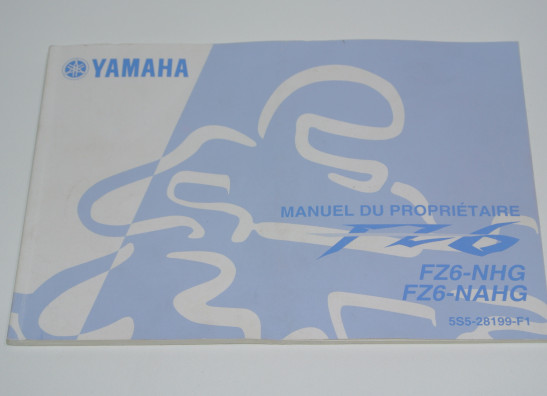 YAMAHA
MANUEL DU PROPRIÉTAIRE
FZ6
FZ6-NHG
FZ6-NAHG
5S5-28199-F1